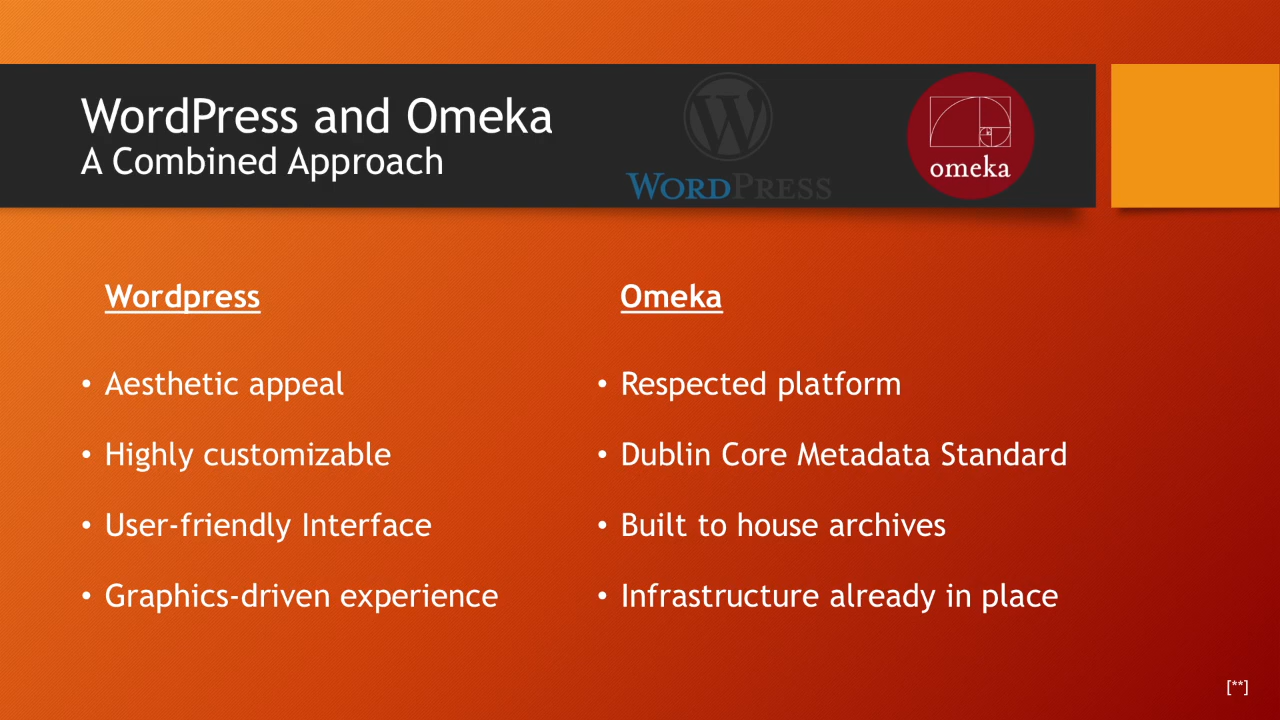 WordPress and Omeka
A Combined Approach
WORDPRESS
omeka
Wordpress
• Aesthetic appeal
• Highly customizable
• User-friendly Interface
• Graphics-driven experience
Omeka
• Respected platform
• Dublin Core Metadata Standard
• Built to house archives
• Infrastructure already in place
[**]